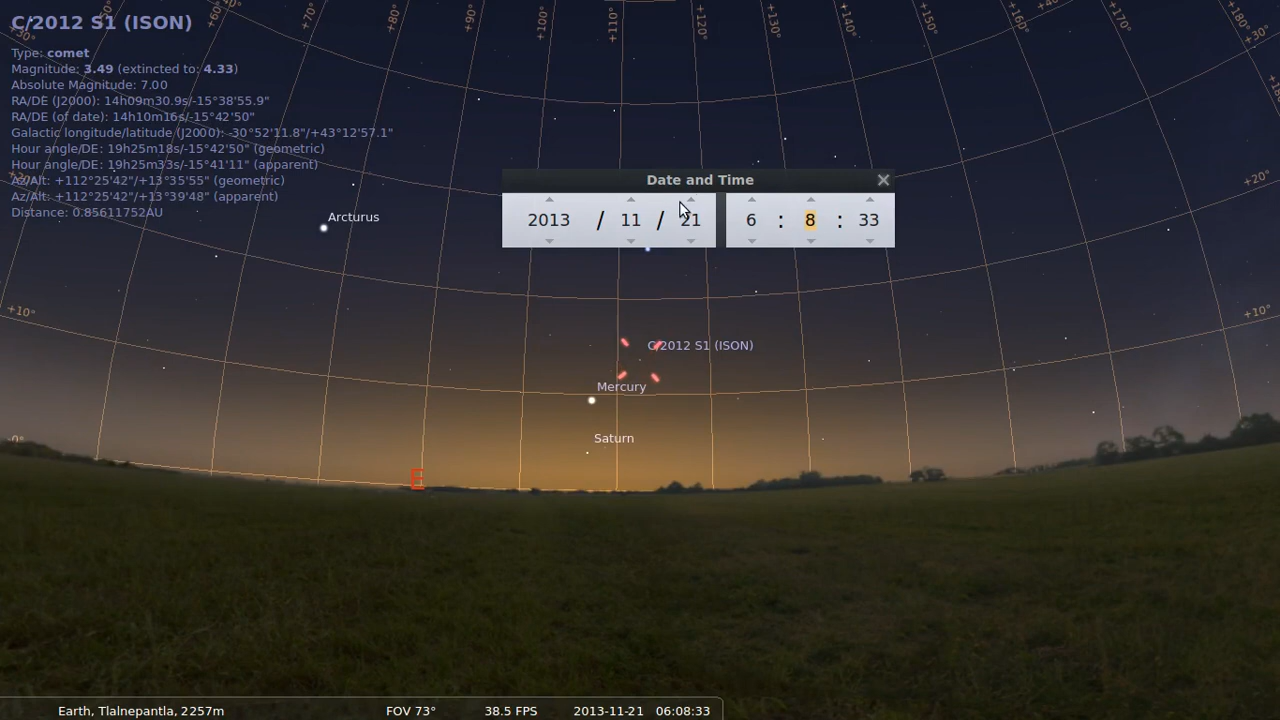 C/2012 S1 (ISON)
Type: comet
Magnitude: 3.49 (extincted to: 4.33)
Absolute Magnitude: 7.00
RA/DE (J2000): 14h09m30.9s/-15°38'55.9"
RA/DE (of date): 14h10m16s/-15°42'50"
Galactic longitude/latitude (J2000): -30°52'11.8"/+43°12'57.1"
Hour angle/DE: 19h25m18s/-15°42'50" (geometric)
Hour angle/DE: 19h25m33s/-15°41'11" (apparent)
Az/Alt: +112°25'42"/+13°35'55" (geometric)
Az/Alt: +112°25'42"/+13°39'48" (apparent)
Distance: 0.85611752AU
+60°
+70°
+80°
+90°
+100°
+110°
+120°
+130°
+140°
+150°
+160°
+170°
+180°
+30°
+30°
+20°
+20°
Date and Time
2013 / 11 / 21 6 : 8 : 33
Arcturus
+10°
+10°
C/2012 S1 (ISON)
Mercury
Saturn
0°
E
Earth, Tlalnepantla, 2257m FOV 73° 38.5 FPS 2013-11-21 06:08:33